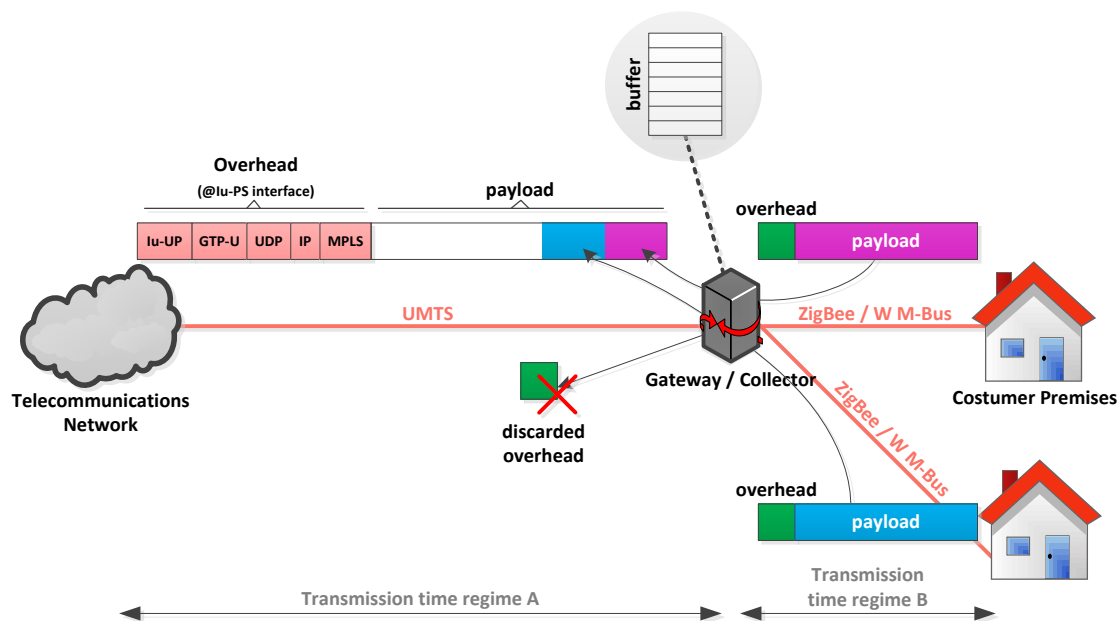 buffer
Overhead
(@Iu-PS interface)
payload
Iu-UP GTP-U UDP IP MPLS
overhead
payload
UMTS
ZigBee / W M-Bus
Gateway / Collector
Costumer Premises
Telecommunications
Network
discarded
overhead
ZigBee / W M-Bus
overhead
payload
Transmission time regime A
Transmission
time regime B